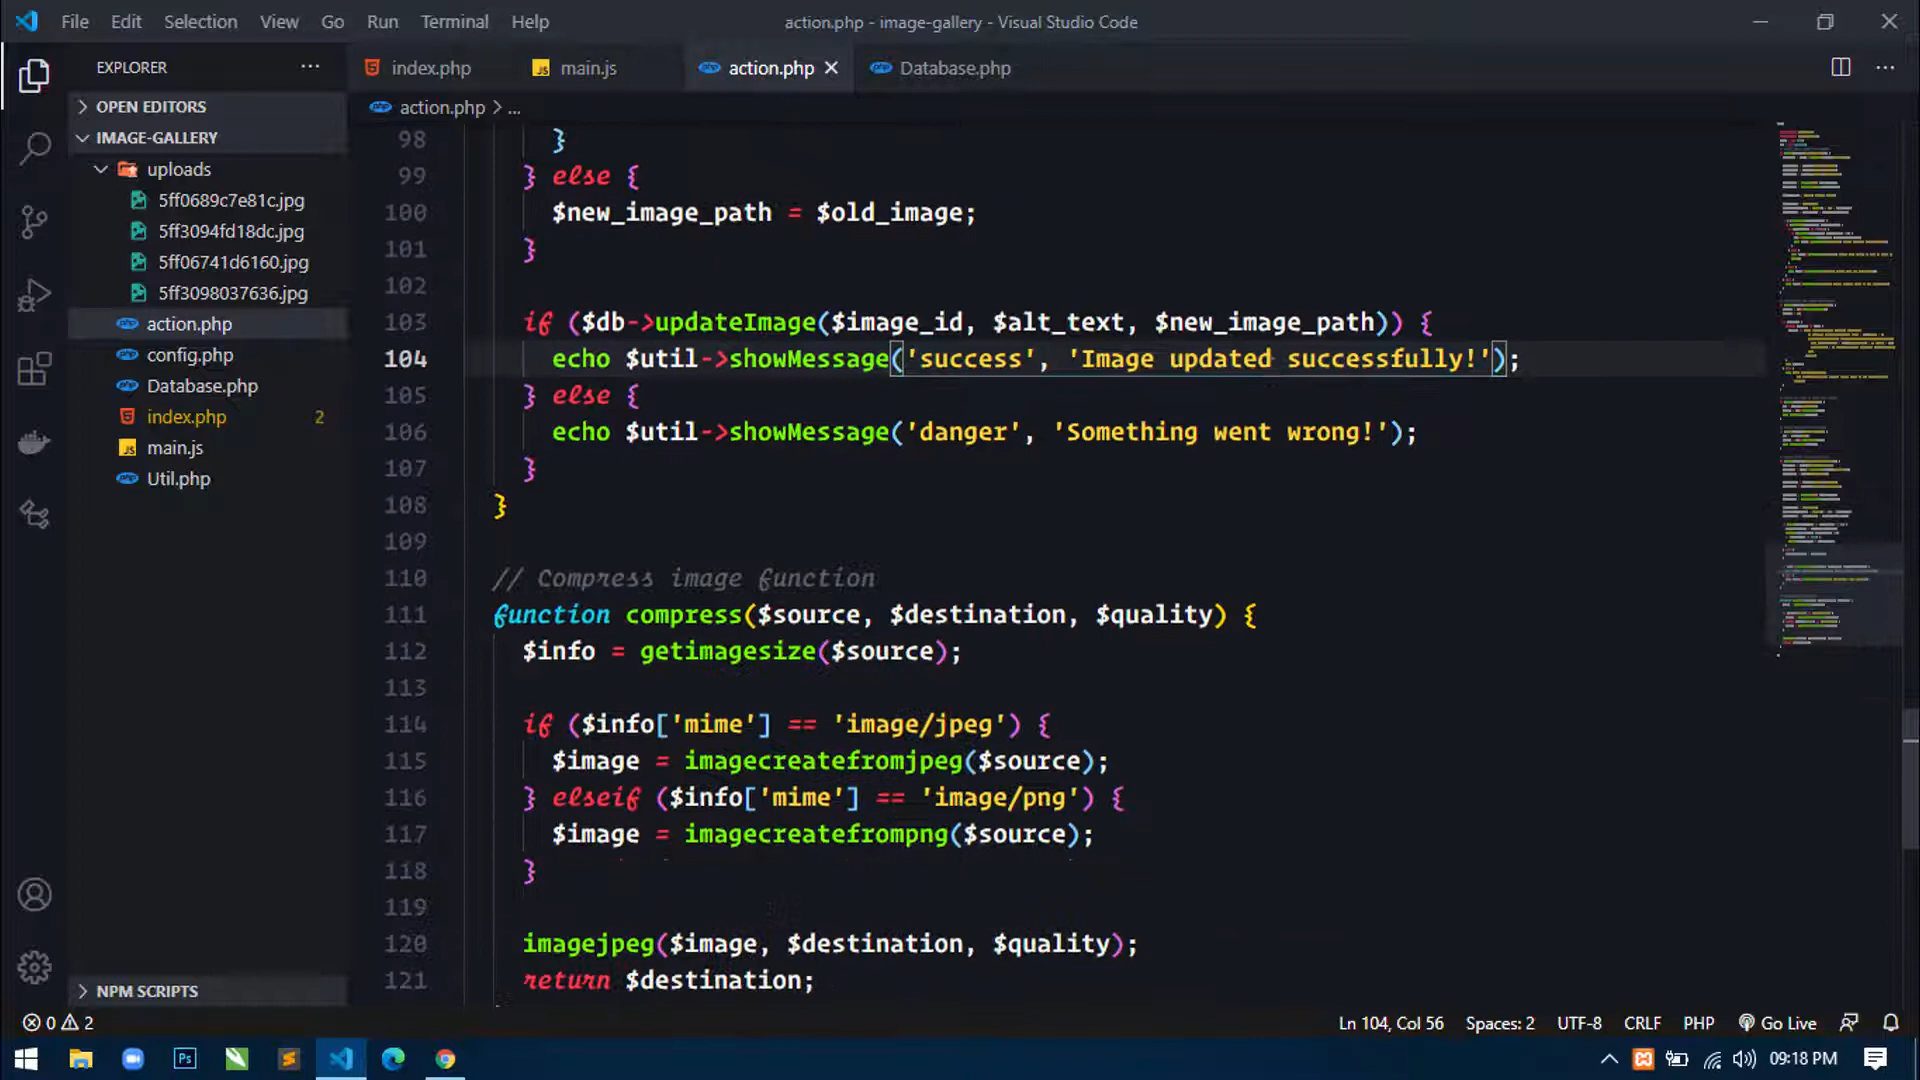 File Edit Selection View Go Run Terminal Help
action.php - image-gallery - Visual Studio Code
EXPLORER
index.php
JS main.js
action.php
Database.php
OPEN EDITORS
IMAGE-GALLERY
uploads
5ff0689c7e81c.jpg
5ff3094fd18dc.jpg
5ff06741d6160.jpg
5ff3098037636.jpg
action.php
config.php
Database.php
index.php 2
JS main.js
Util.php
NPM SCRIPTS
action.php > ...
98 }
99 } else {
100 $new_image_path = $old_image;
101 }
102
103 if ($db->updateImage($image_id, $alt_text, $new_image_path)) {
104 echo $util->showMessage('success', 'Image updated successfully!');
105 } else {
106 echo $util->showMessage('danger', 'Something went wrong!');
107 }
108 }
109
110 // Compress image function
111 function compress($source, $destination, $quality) {
112 $info = getimagesize($source);
113
114 if ($info['mime'] == 'image/jpeg') {
115 $image = imagecreatefromjpeg($source);
116 } elseif ($info['mime'] == 'image/png') {
117 $image = imagecreatefrompng($source);
118 }
119
120 imagejpeg($image, $destination, $quality);
121 return $destination;
0 2
Ln 104, Col 56 Spaces: 2 UTF-8 CRLF PHP Go Live
Ps
09:18 PM